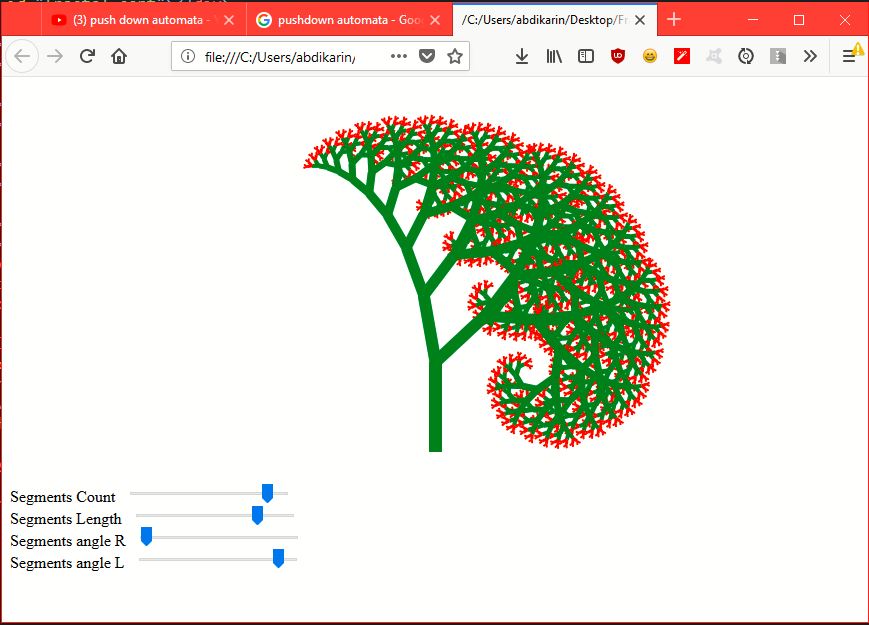 (3) push down automata -
pushdown automata - Goo
/C:/Users/abdikarin/Desktop/Fr
file:///C:/Users/abdikarin/
Segments Count
Segments Length
Segments angle R
Segments angle L